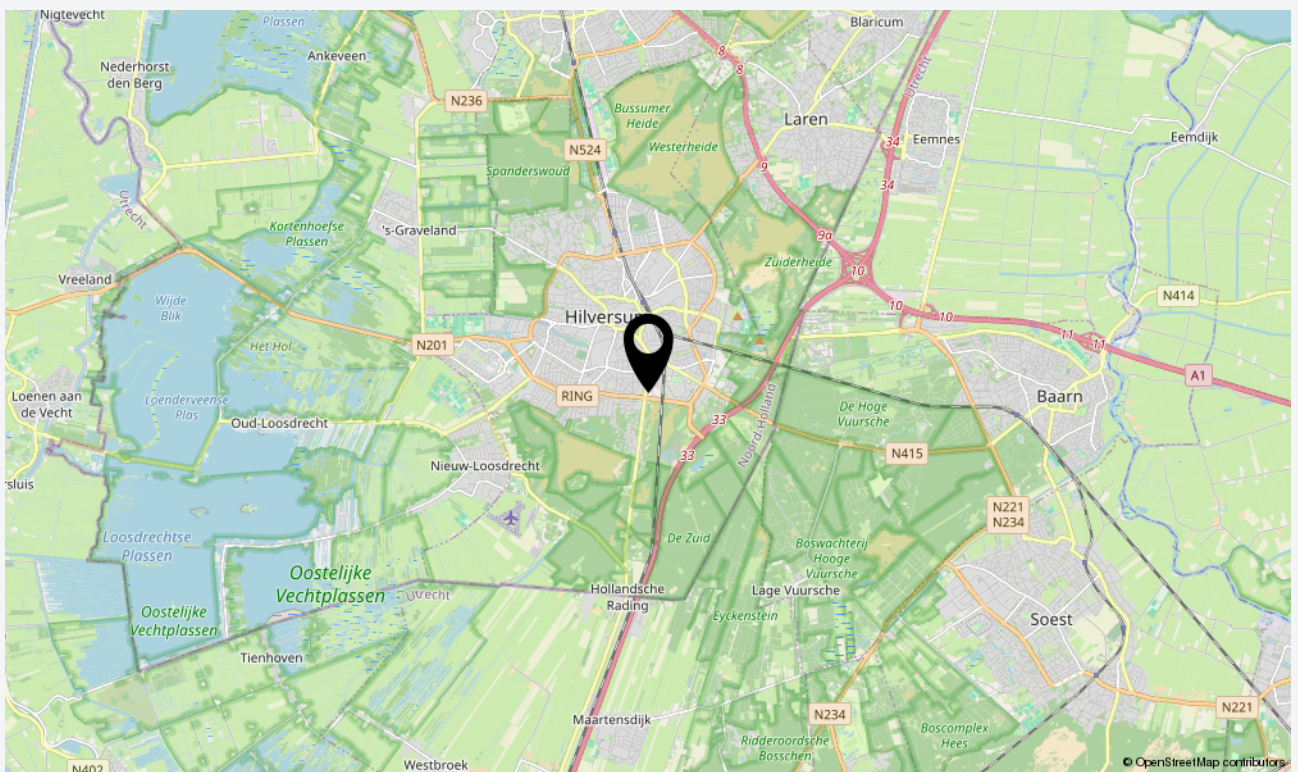 Nigtevecht
Plassen
Ankeveen
Blaricum
Nederhorst
den Berg
8
8
Utrecht
N236
Bussumer
Heide
Laren
Eemnes
34
Eemdijk
N524
Westerheide
Spanderswoud
9
34
Utrecht
Kortenhoefse
Plassen
's-Graveland
9a
Zuiderheide
10
Vreeland
Wijde
Blik
N414
10
10
Hilversu
11
11
Het Hol
N201
A1
Loenen aan
de Vecht
Loenderveense
Plas
RING
Noord-Holland
De Hoge
Vuursche
Baarn
Oud-Loosdrecht
33
33
N415
Nieuw-Loosdrecht
rsluis
N221
N234
Loosdrechtse
Plassen
De Zuid
Boswachterij
Hooge
Vuursche
Oostelijke
Vechtplassen
Utrecht
Hollandsche
Rading
Lage Vuursche
Oostelijke
Vechtplassen
Eyckenstein
Soest
Tienhoven
Maartensdijk
N234
N221
Ridderoordsche
Bosschen
Boscomplex
Hees
N402
Westbroek
© OpenStreetMap contributors